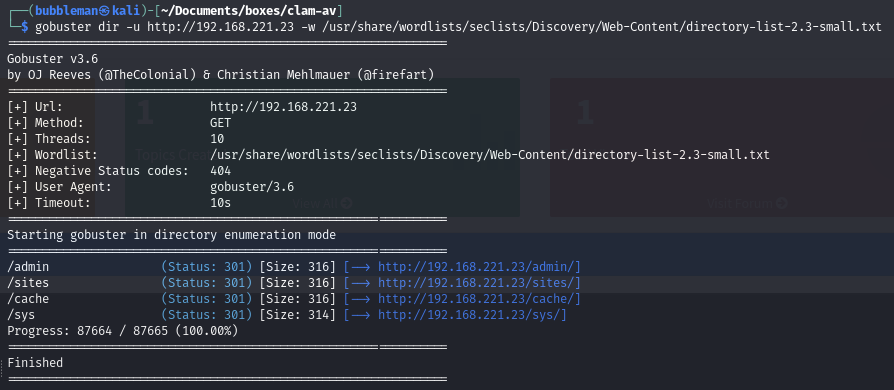 ┌──(bubbleman㉿kali)-[~/Documents/boxes/clam-av]
└─$ gobuster dir -u http://192.168.221.23 -w /usr/share/wordlists/seclists/Discovery/Web-Content/directory-list-2.3-small.txt
===============================================================
Gobuster v3.6
by OJ Reeves (@TheColonial) & Christian Mehlmauer (@firefart)
===============================================================
[+] Url:                     http://192.168.221.23
[+] Method:                  GET
[+] Threads:                 10
[+] Wordlist:                /usr/share/wordlists/seclists/Discovery/Web-Content/directory-list-2.3-small.txt
[+] Negative Status codes:   404
[+] User Agent:              gobuster/3.6
[+] Timeout:                 10s
===============================================================
Starting gobuster in directory enumeration mode
===============================================================
/admin                (Status: 301) [Size: 316] [--> http://192.168.221.23/admin/]
/sites                (Status: 301) [Size: 316] [--> http://192.168.221.23/sites/]
/cache                (Status: 301) [Size: 316] [--> http://192.168.221.23/cache/]
/sys                  (Status: 301) [Size: 314] [--> http://192.168.221.23/sys/]
Progress: 87664 / 87665 (100.00%)
===============================================================
Finished
===============================================================
1
1
View All
Visit Forum